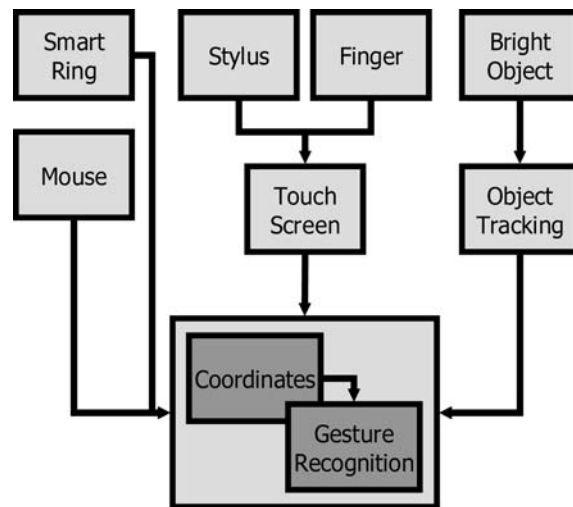 Smart
Ring
Stylus
Finger
Bright
Object
Mouse
Touch
Screen
Object
Tracking
Coordinates
Gesture
Recognition